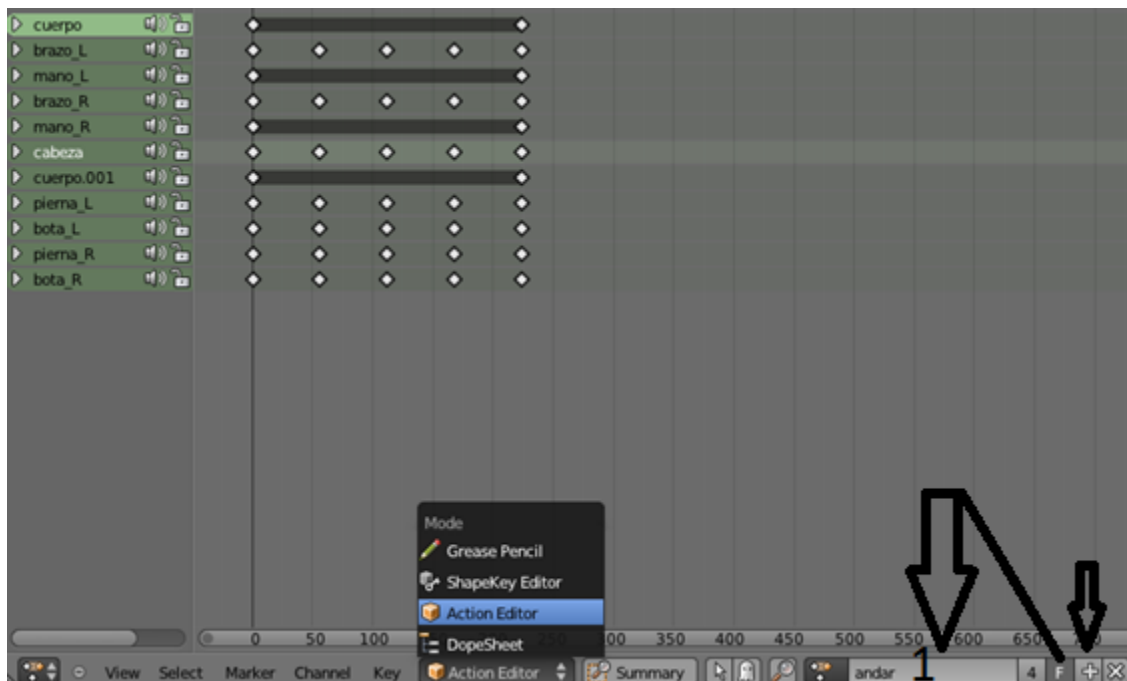 cuerpo
brazo_L
mano_L
brazo_R
mano_R
cabeza
cuerpo.001
pierna_L
bota_L
pierna_R
bota_R
Mode
Grease Pencil
ShapeKey Editor
Action Editor
DopeSheet
0 50 100 250 00 350 400 450 500 550 600 650
View Select Marker Channel Key Action Editor Summary andar 1 4 F